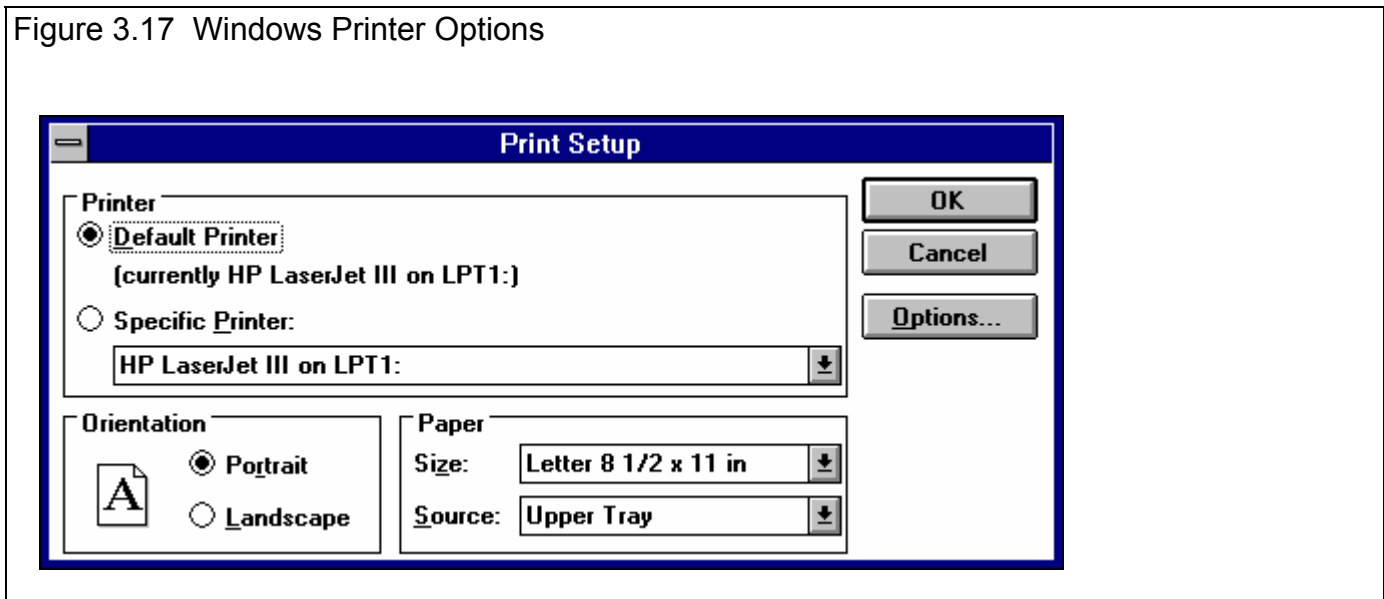 Figure 3.17 Windows Printer Options
Print Setup
Printer
Default Printer
(currently HP LaserJet III on LPT1:)
Specific Printer:
HP LaserJet III on LPT1:
OK
Cancel
Options...
Orientation
A
Portrait
Landscape
Paper
Size: Letter 8 1/2 x 11 in
Source: Upper Tray